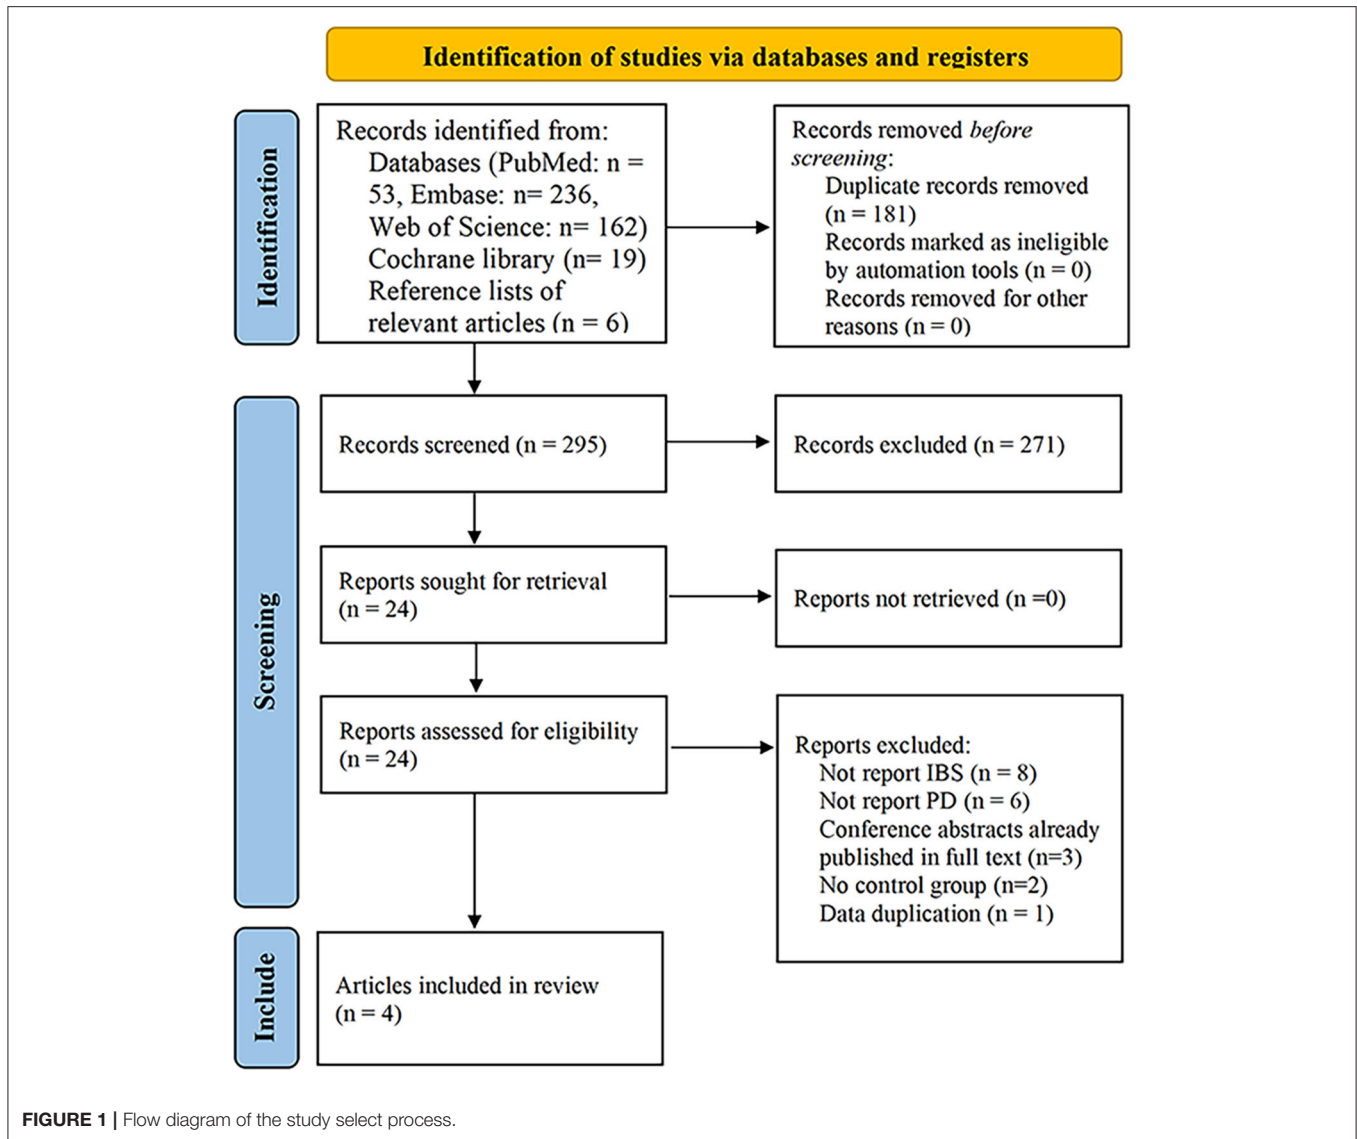 Identification of studies via databases and registers
Identification
Records identified from:
Databases (PubMed: n =
53, Embase: n= 236,
Web of Science: n= 162)
Cochrane library (n= 19)
Reference lists of
relevant articles (n = 6)
Records removed before
screening:
Duplicate records removed
(n = 181)
Records marked as ineligible
by automation tools (n = 0)
Records removed for other
reasons (n = 0)
Screening
Records screened (n = 295)
Records excluded (n = 271)
Reports sought for retrieval
(n = 24)
Reports not retrieved (n =0)
Reports assessed for eligibility
(n = 24)
Reports excluded:
Not report IBS (n = 8)
Not report PD (n = 6)
Conference abstracts already
published in full text (n=3)
No control group (n=2)
Data duplication (n = 1)
Include
Articles included in review
(n = 4)
FIGURE 1 | Flow diagram of the study select process.